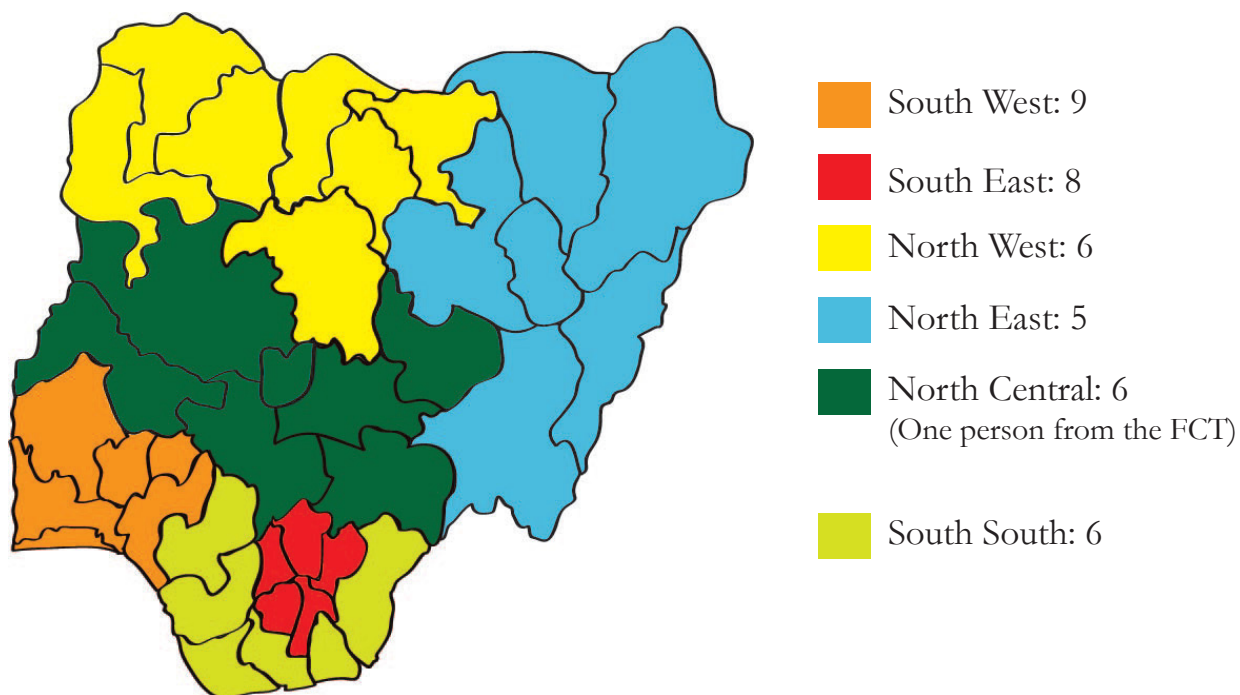 South West: 9
South East: 8
North West: 6
North East: 5
North Central: 6
(One person from the FCT)
South South: 6